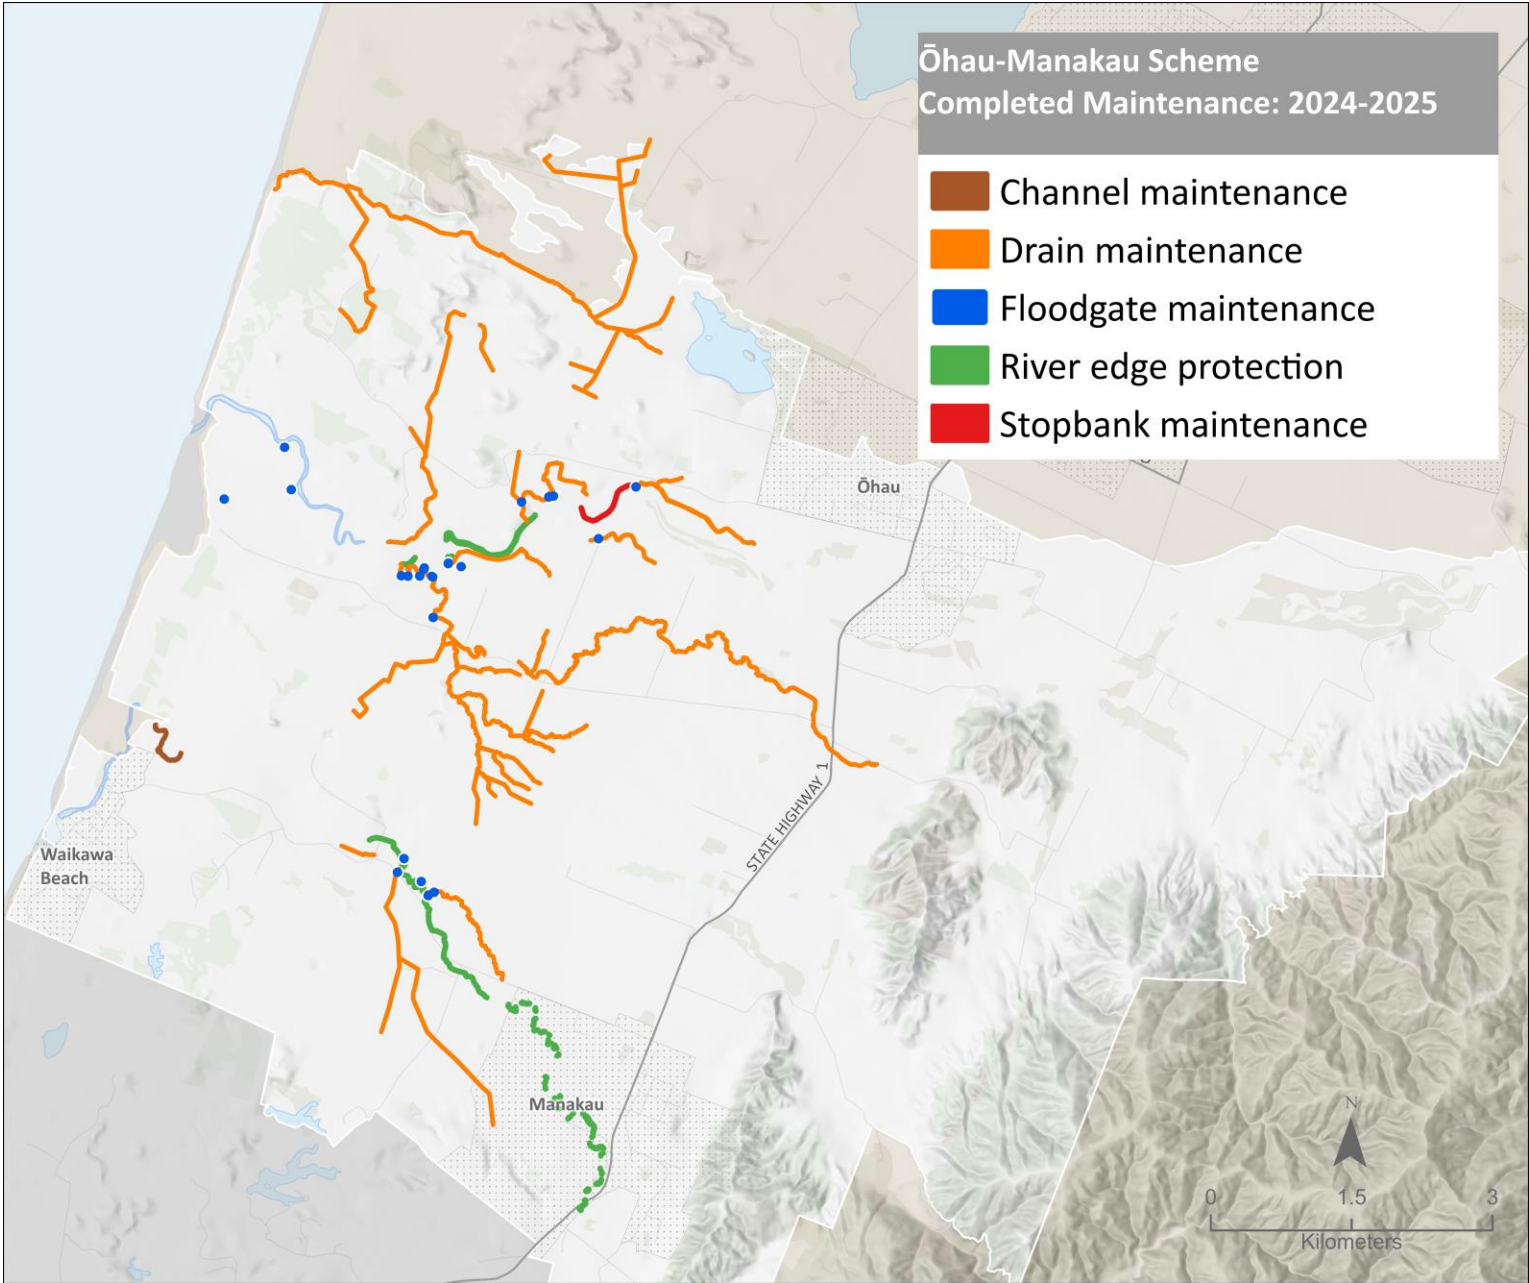 Ōhau-Manakau Scheme
Completed Maintenance: 2024-2025
Channel maintenance
Drain maintenance
Floodgate maintenance
River edge protection
Stopbank maintenance
Ōhau
STATE HIGHWAY 1
Waikawa
Beach
Manakau
N
0 1.5 3
Kilometers